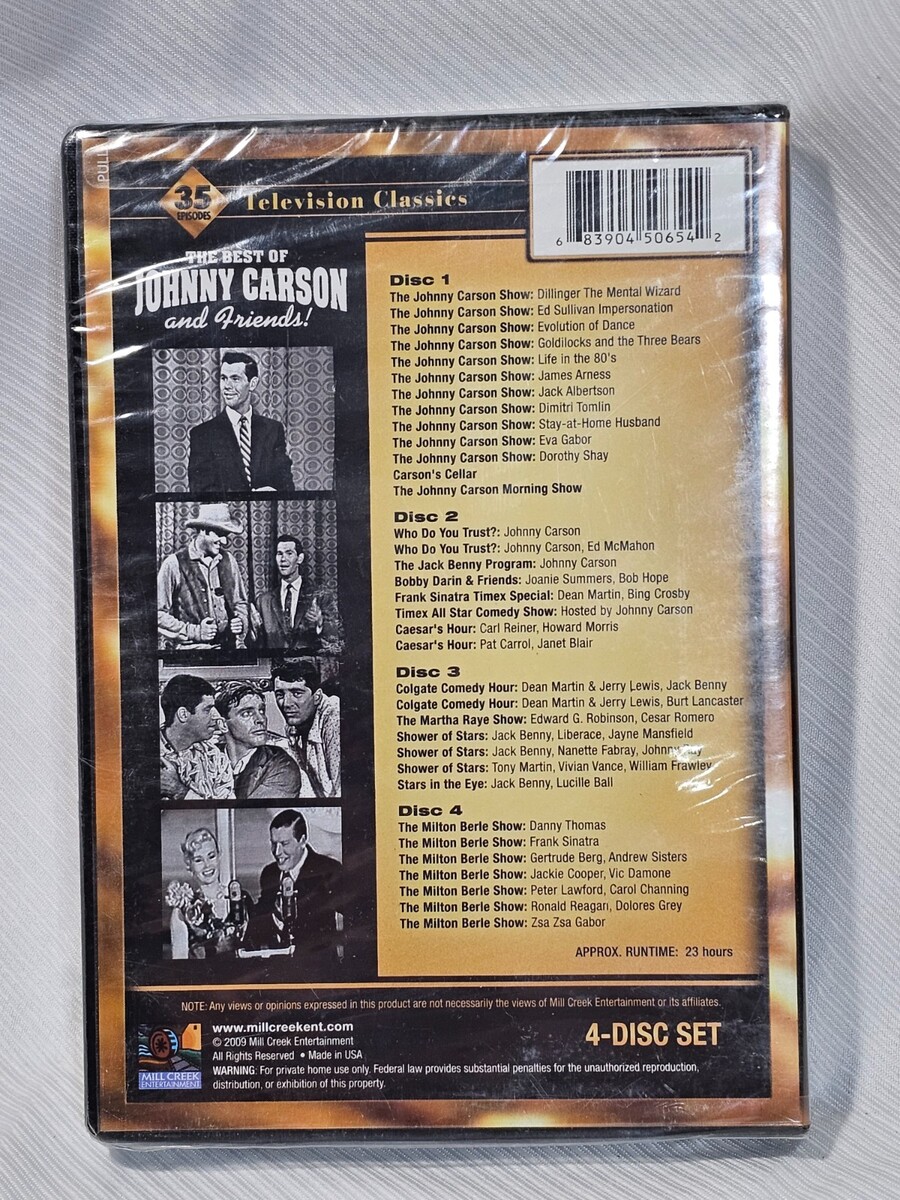 PULL
35
EPISODES
Television Classics
6 83904 50654 2
THE BEST OF
JOHNNY CARSON
and Friends!
Disc 1
The Johnny Carson Show: Dillinger The Mental Wizard
The Johnny Carson Show: Ed Sullivan Impersonation
The Johnny Carson Show: Evolution of Dance
The Johnny Carson Show: Goldilocks and the Three Bears
The Johnny Carson Show: Life in the 80's
The Johnny Carson Show: James Arness
The Johnny Carson Show: Jack Albertson
The Johnny Carson Show: Dimitri Tomlin
The Johnny Carson Show: Stay-at-Home Husband
The Johnny Carson Show: Eva Gabor
The Johnny Carson Show: Dorothy Shay
Carson's Cellar
The Johnny Carson Morning Show
Disc 2
Who Do You Trust?: Johnny Carson
Who Do You Trust?: Johnny Carson, Ed McMahon
The Jack Benny Program: Johnny Carson
Bobby Darin & Friends: Joanie Summers, Bob Hope
Frank Sinatra Timex Special: Dean Martin, Bing Crosby
Timex All Star Comedy Show: Hosted by Johnny Carson
Caesar's Hour: Carl Reiner, Howard Morris
Caesar's Hour: Pat Carrol, Janet Blair
Disc 3
Colgate Comedy Hour: Dean Martin & Jerry Lewis, Jack Benny
Colgate Comedy Hour: Dean Martin & Jerry Lewis, Burt Lancaster
The Martha Raye Show: Edward G. Robinson, Cesar Romero
Shower of Stars: Jack Benny, Liberace, Jayne Mansfield
Shower of Stars: Jack Benny, Nanette Fabray, Johnny
Shower of Stars: Tony Martin, Vivian Vance, William Frawley
Stars in the Eye: Jack Benny, Lucille Ball
Disc 4
The Milton Berle Show: Danny Thomas
The Milton Berle Show: Frank Sinatra
The Milton Berle Show: Gertrude Berg, Andrew Sisters
The Milton Berle Show: Jackie Cooper, Vic Damone
The Milton Berle Show: Peter Lawford, Carol Channing
The Milton Berle Show: Ronald Reagan, Dolores Grey
The Milton Berle Show: Zsa Zsa Gabor
APPROX. RUNTIME: 23 hours
NOTE: Any views or opinions expressed in this product are not necessarily the views of Mill Creek Entertainment or its affiliates.
MILL CREEK
ENTERTAINMENT
www.millcreekent.com
© 2009 Mill Creek Entertainment
All Rights Reserved • Made in USA
WARNING: For private home use only. Federal law provides substantial penalties for the unauthorized reproduction,
distribution, or exhibition of this property.
4-DISC SET